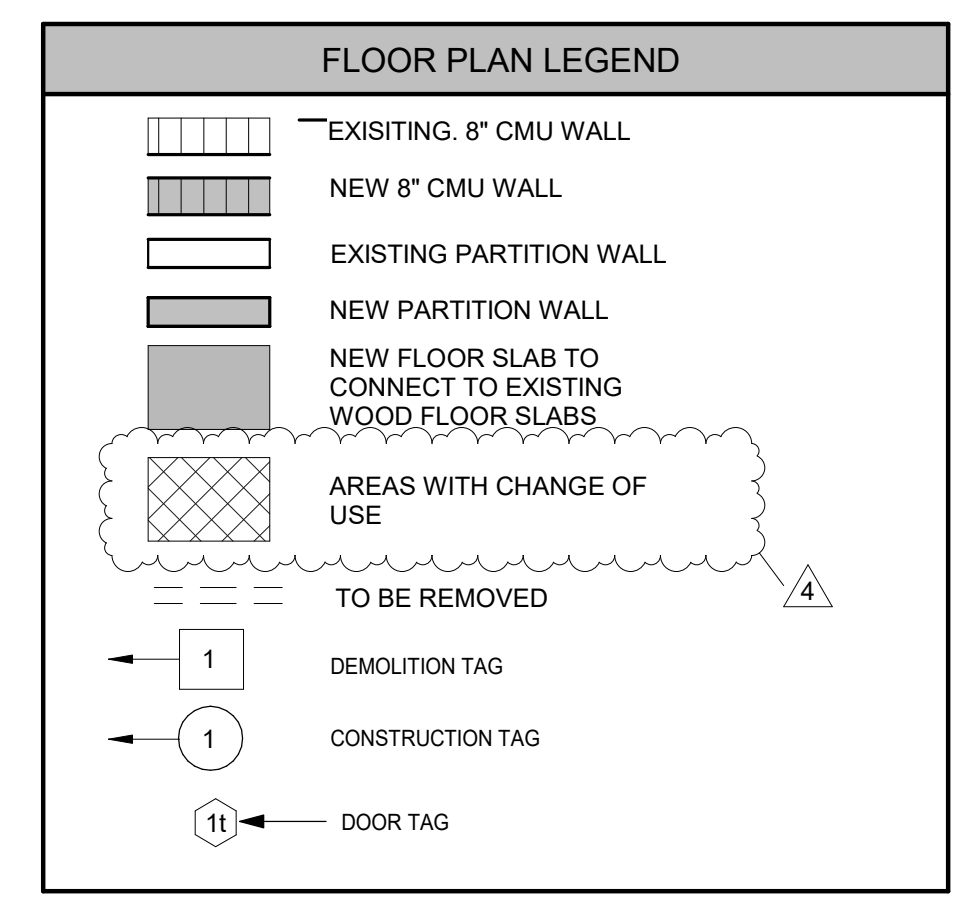 FLOOR PLAN LEGEND
EXISITING. 8" CMU WALL
NEW 8" CMU WALL
EXISTING PARTITION WALL
NEW PARTITION WALL
NEW FLOOR SLAB TO
CONNECT TO EXISTING
WOOD FLOOR SLABS
AREAS WITH CHANGE OF
USE
4
TO BE REMOVED
1 DEMOLITION TAG
1 CONSTRUCTION TAG
1t DOOR TAG